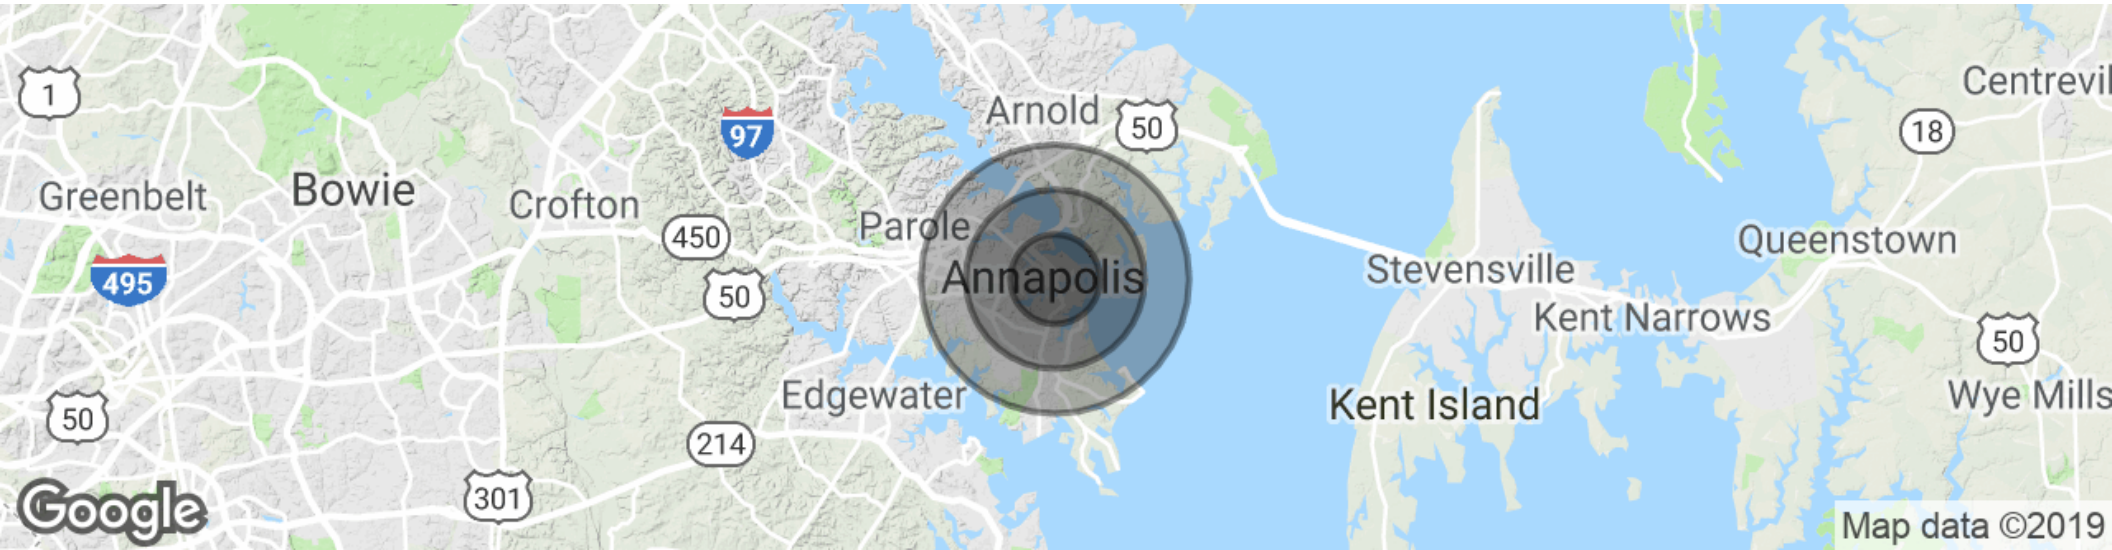 1
Arnold
50
Centrevil
97
18
Greenbelt
Bowie
Crofton
Parole
450
Queenstown
495
50
Annapolis
Stevensville
Kent Narrows
50
Edgewater
Kent Island
Wye Mills
50
214
301
Google
Map data ©2019